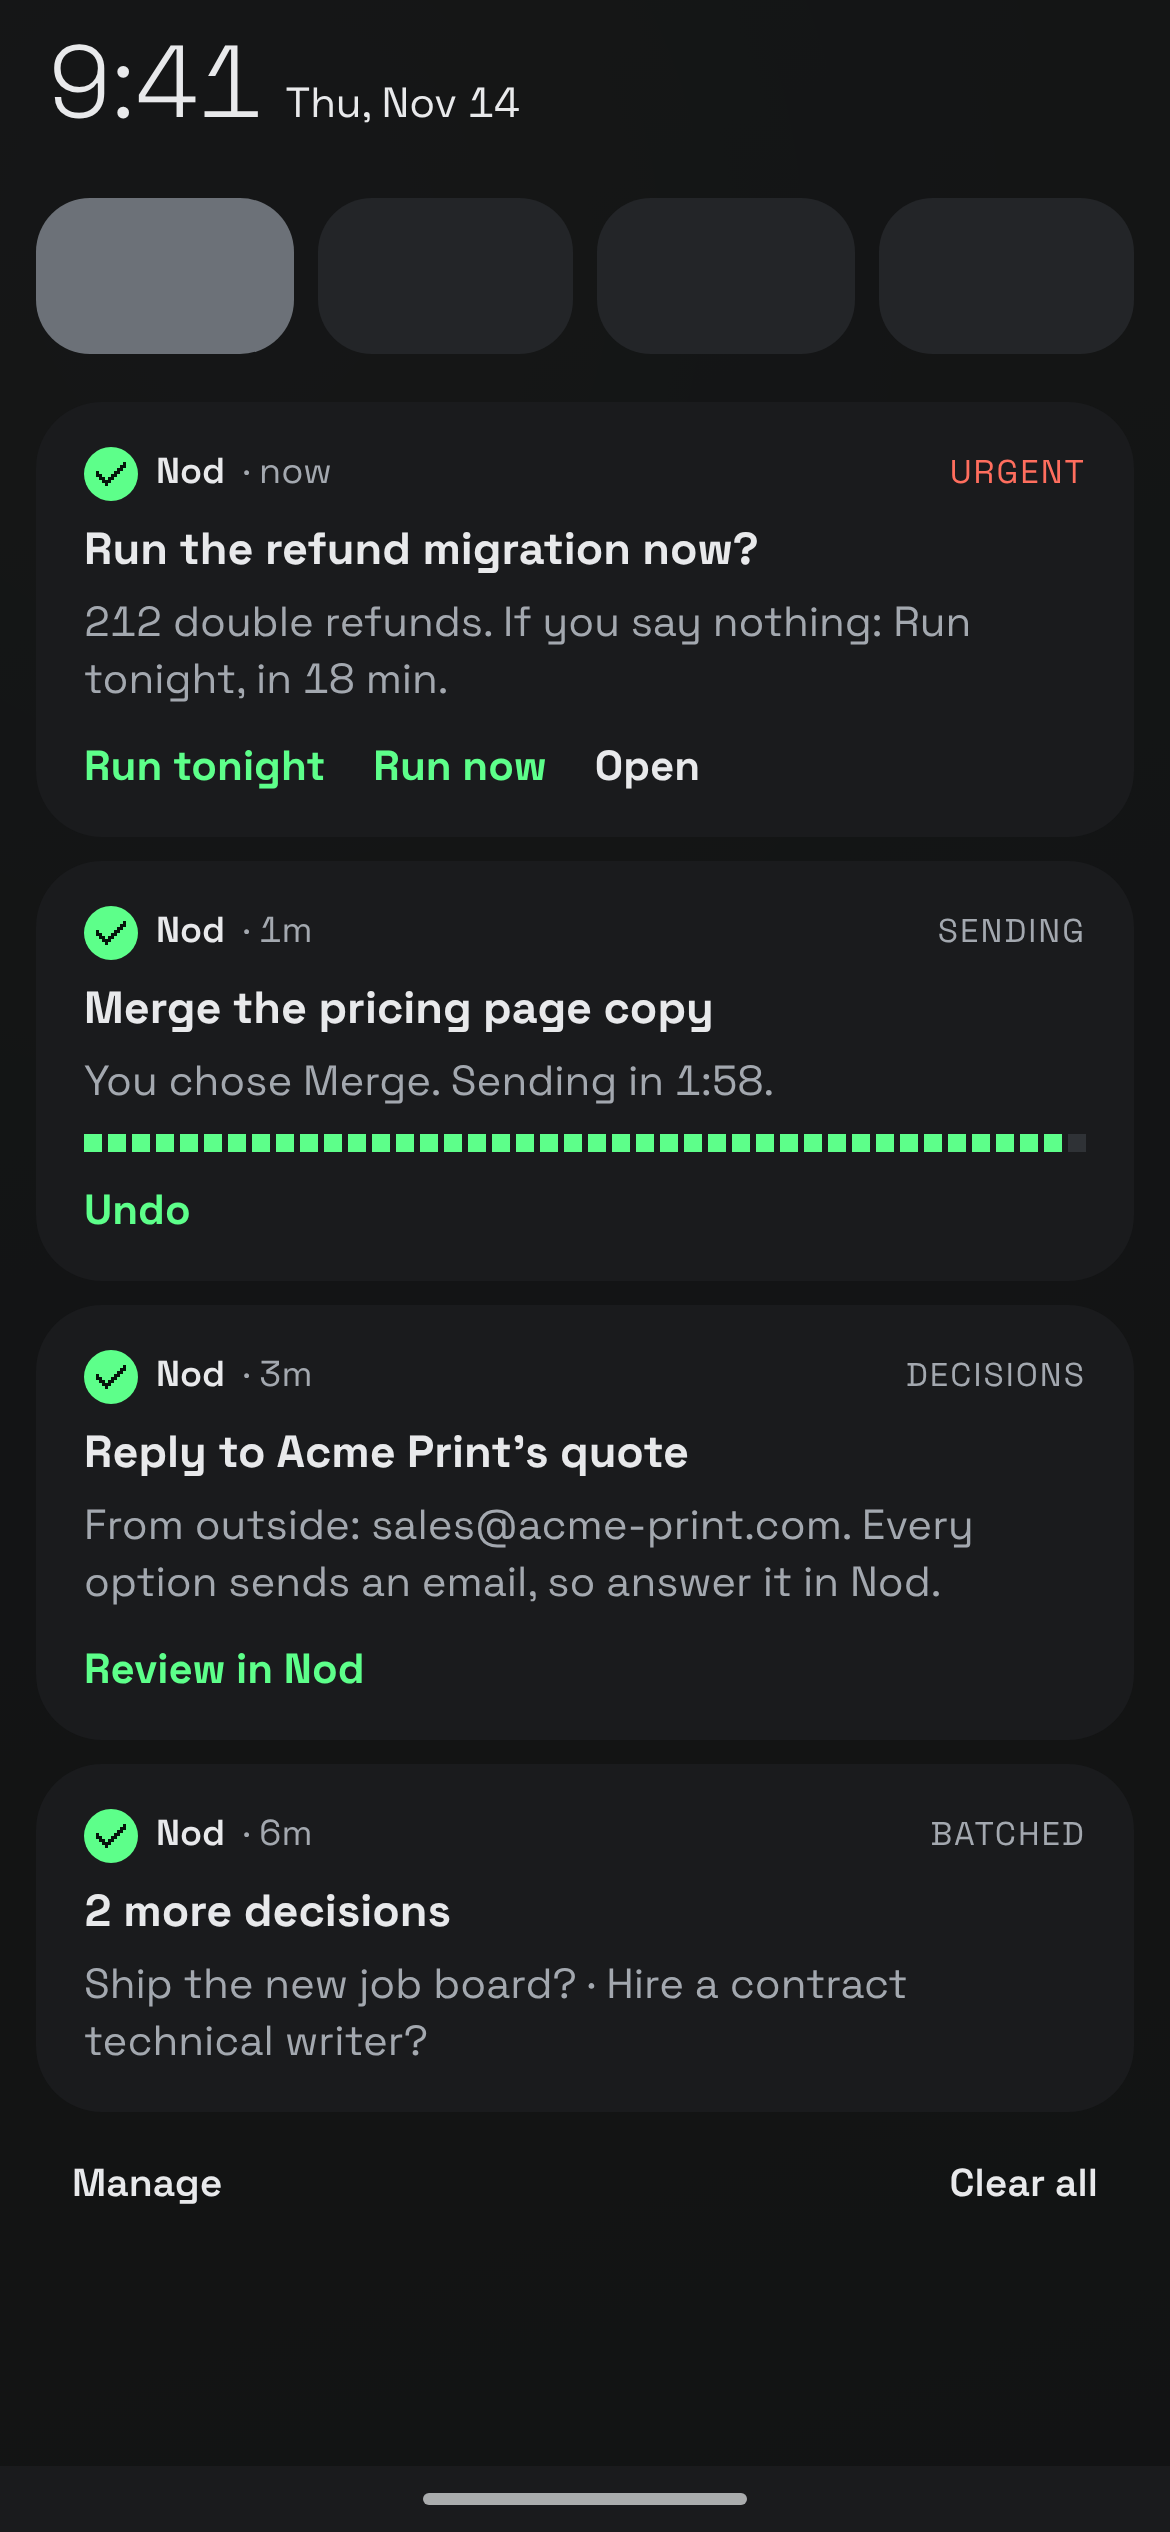 9:41 Thu, Nov 14
Nod · now URGENT
Run the refund migration now?
212 double refunds. If you say nothing: Run
tonight, in 18 min.
Run tonight Run now Open
Nod · 1m SENDING
Merge the pricing page copy
You chose Merge. Sending in 1:58.
Undo
Nod · 3m DECISIONS
Reply to Acme Print’s quote
From outside: sales@acme-print.com. Every
option sends an email, so answer it in Nod.
Review in Nod
Nod · 6m BATCHED
2 more decisions
Ship the new job board? · Hire a contract
technical writer?
Manage Clear all